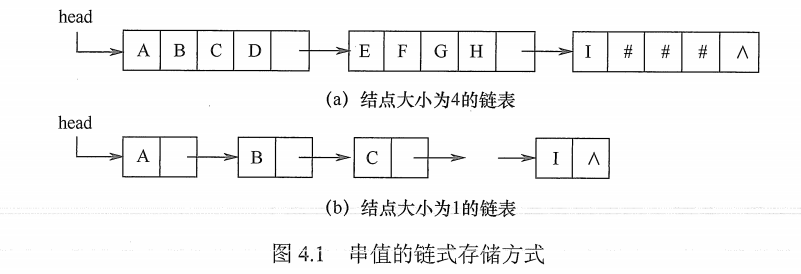 head
A B C D E F G H I # # # ∧
(a) 结点大小为4的链表
head
A B C I ∧
(b) 结点大小为1的链表
图 4.1 串值的链式存储方式